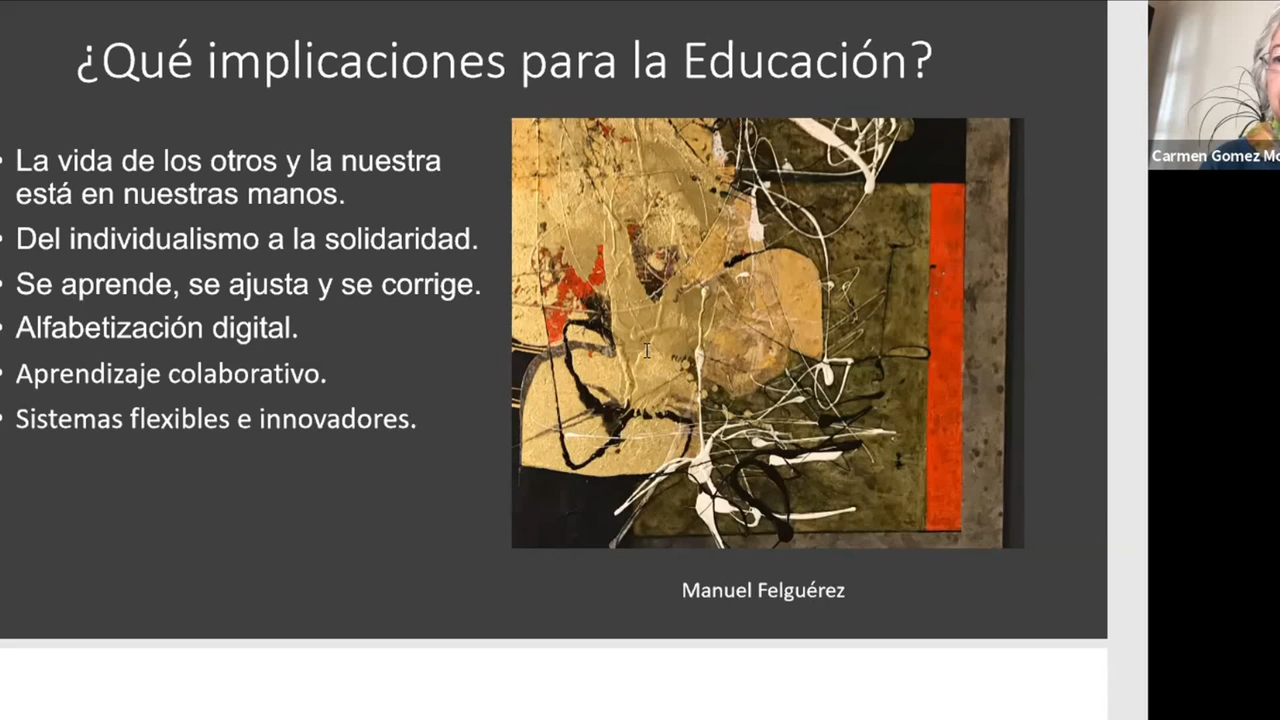 ¿Qué implicaciones para la Educación?
• La vida de los otros y la nuestra
está en nuestras manos.
• Del individualismo a la solidaridad.
• Se aprende, se ajusta y se corrige.
• Alfabetización digital.
• Aprendizaje colaborativo.
• Sistemas flexibles e innovadores.
Manuel Felguérez
Carmen Gomez Mo